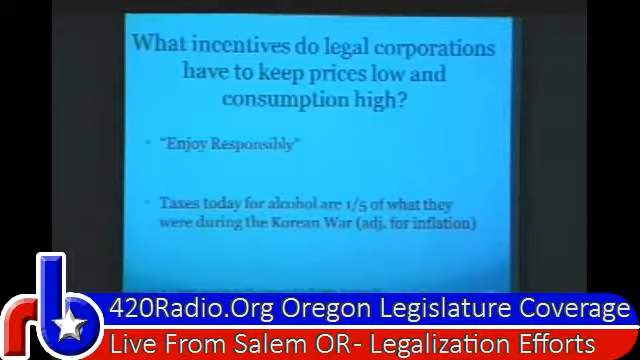 What incentives do legal corporations
have to keep prices low and
consumption high?
• "Enjoy Responsibly"
• Taxes today for alcohol are 1/5 of what they
were during the Korean War (adj. for inflation)
420Radio.Org Oregon Legislature Coverage
Live From Salem OR- Legalization Efforts